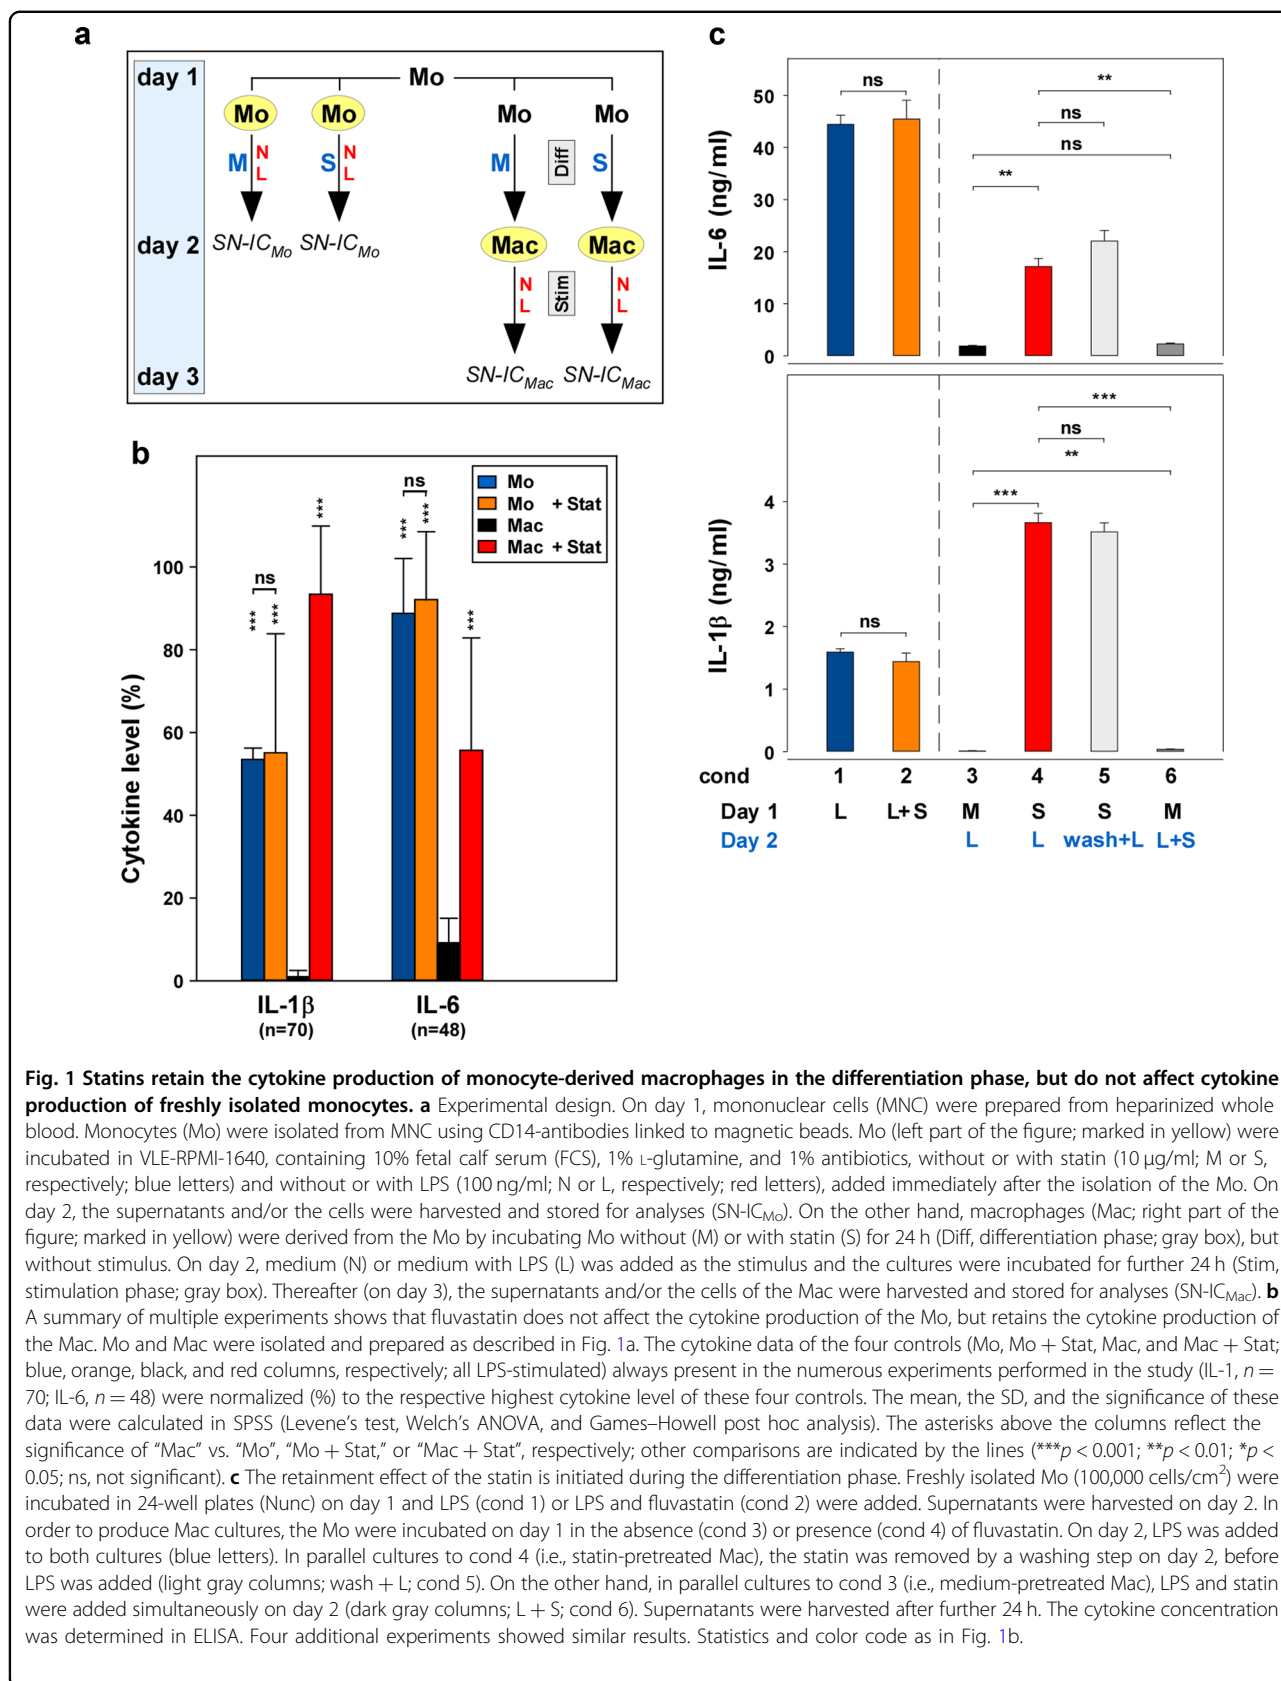 a
day 1
Mo
Mo Mo Mo Mo
M N L S N L M Diff S
day 2
SN-ICMo SN-ICMo Mac Mac
N L Stim N L
day 3
SN-ICMac SN-ICMac
b
Cytokine level (%)
100
80
60
40
20
0
Mo
Mo + Stat
Mac
Mac + Stat
ns
*** *** ***
ns
*** *** ***
IL-1β IL-6
(n=70) (n=48)
c
IL-6 (ng/ml)
50
40
30
20
10
0
ns
**
ns
ns
**
IL-1β (ng/ml)
4
3
2
1
0
ns
***
ns
**
***
cond 1 2 3 4 5 6
Day 1 L L+S M S S M
Day 2 L L wash+L L+S
Fig. 1 Statins retain the cytokine production of monocyte-derived macrophages in the differentiation phase, but do not affect cytokine
production of freshly isolated monocytes. a Experimental design. On day 1, mononuclear cells (MNC) were prepared from heparinized whole
blood. Monocytes (Mo) were isolated from MNC using CD14-antibodies linked to magnetic beads. Mo (left part of the figure; marked in yellow) were
incubated in VLE-RPMI-1640, containing 10% fetal calf serum (FCS), 1% L-glutamine, and 1% antibiotics, without or with statin (10 µg/ml; M or S,
respectively; blue letters) and without or with LPS (100 ng/ml; N or L, respectively; red letters), added immediately after the isolation of the Mo. On
day 2, the supernatants and/or the cells were harvested and stored for analyses (SN-ICMo). On the other hand, macrophages (Mac; right part of the
figure; marked in yellow) were derived from the Mo by incubating Mo without (M) or with statin (S) for 24 h (Diff, differentiation phase; gray box), but
without stimulus. On day 2, medium (N) or medium with LPS (L) was added as the stimulus and the cultures were incubated for further 24 h (Stim,
stimulation phase; gray box). Thereafter (on day 3), the supernatants and/or the cells of the Mac were harvested and stored for analyses (SN-ICMac). b
A summary of multiple experiments shows that fluvastatin does not affect the cytokine production of the Mo, but retains the cytokine production of
the Mac. Mo and Mac were isolated and prepared as described in Fig. 1a. The cytokine data of the four controls (Mo, Mo + Stat, Mac, and Mac + Stat;
blue, orange, black, and red columns, respectively; all LPS-stimulated) always present in the numerous experiments performed in the study (IL-1, n =
70; IL-6, n = 48) were normalized (%) to the respective highest cytokine level of these four controls. The mean, the SD, and the significance of these
data were calculated in SPSS (Levene's test, Welch's ANOVA, and Games–Howell post hoc analysis). The asterisks above the columns reflect the
significance of “Mac” vs. “Mo”, “Mo + Stat,” or “Mac + Stat”, respectively; other comparisons are indicated by the lines (***p < 0.001; **p < 0.01; *p <
0.05; ns, not significant). c The retainment effect of the statin is initiated during the differentiation phase. Freshly isolated Mo (100,000 cells/cm²) were
incubated in 24-well plates (Nunc) on day 1 and LPS (cond 1) or LPS and fluvastatin (cond 2) were added. Supernatants were harvested on day 2. In
order to produce Mac cultures, the Mo were incubated on day 1 in the absence (cond 3) or presence (cond 4) of fluvastatin. On day 2, LPS was added
to both cultures (blue letters). In parallel cultures to cond 4 (i.e., statin-pretreated Mac), the statin was removed by a washing step on day 2, before
LPS was added (light gray columns; wash + L; cond 5). On the other hand, in parallel cultures to cond 3 (i.e., medium-pretreated Mac), LPS and statin
were added simultaneously on day 2 (dark gray columns; L + S; cond 6). Supernatants were harvested after further 24 h. The cytokine concentration
was determined in ELISA. Four additional experiments showed similar results. Statistics and color code as in Fig. 1b.